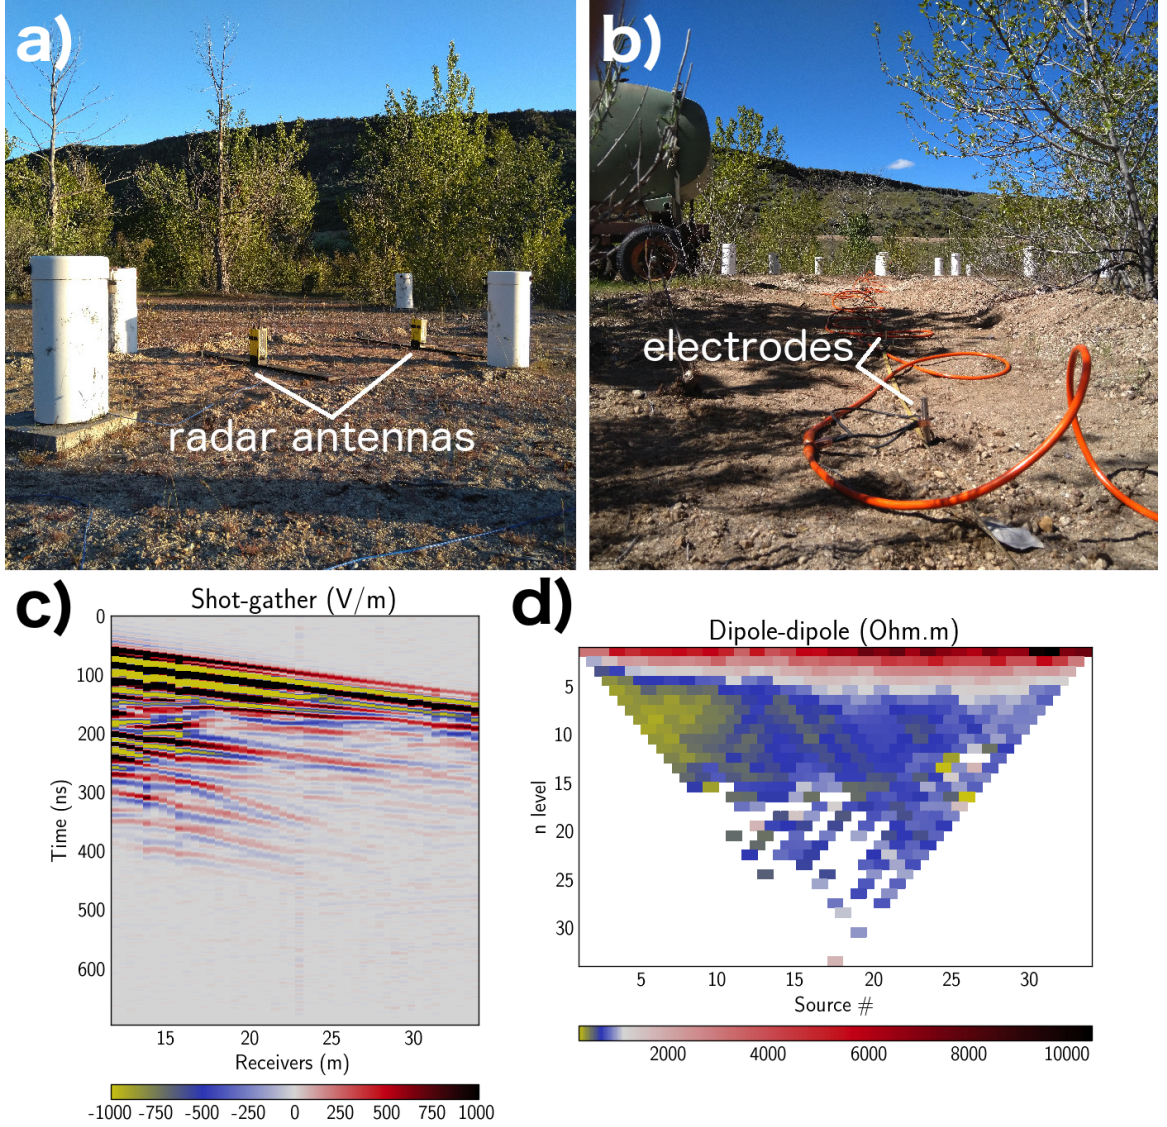 a)
radar antennas
b)
electrodes
c)
Shot-gather (V/m)
0
100
200
300
400
500
600
Time (ns)
15 20 25 30
Receivers (m)
-1000 -750 -500 -250 0 250 500 750 1000
d)
Dipole-dipole (Ohm.m)
5
10
15
20
25
30
n level
5 10 15 20 25 30
Source #
2000 4000 6000 8000 10000